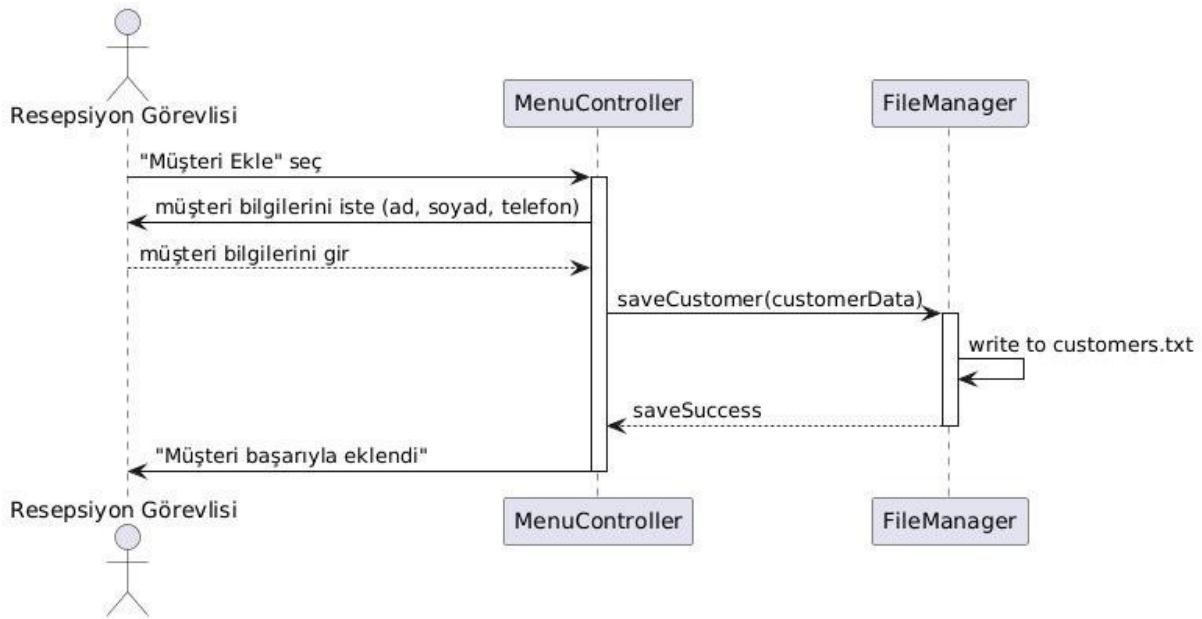 Resepsiyon Görevlisi
MenuController
FileManager
"Müşteri Ekle" seç
müşteri bilgilerini iste (ad, soyad, telefon)
müşteri bilgilerini gir
saveCustomer(customerData)
write to customers.txt
saveSuccess
"Müşteri başarıyla eklendi"
Resepsiyon Görevlisi
MenuController
FileManager